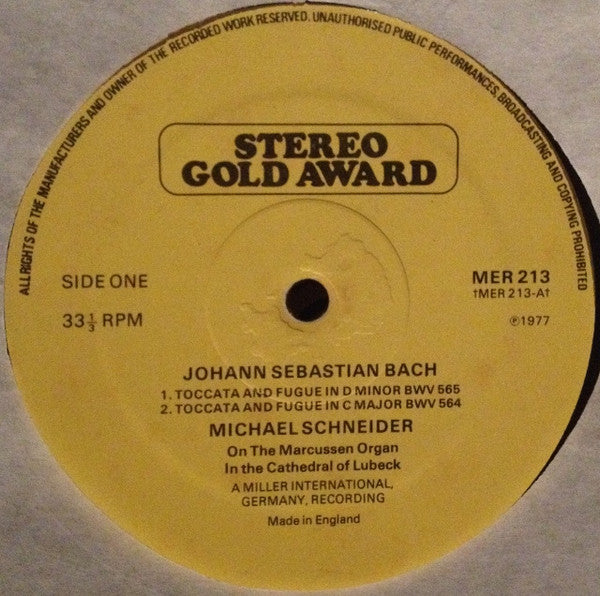 ALL RIGHTS OF THE MANUFACTURERS AND OWNER OF THE RECORDED WORK RESERVED. UNAUTHORISED PUBLIC PERFORMANCES, BROADCASTING AND COPYING PROHIBITED
STEREO
GOLD AWARD
SIDE ONE
MER 213
†MER 213-A†
33⅓ RPM
℗1977
JOHANN SEBASTIAN BACH
1. TOCCATA AND FUGUE IN D MINOR BWV 565
2. TOCCATA AND FUGUE IN C MAJOR BWV 564
MICHAEL SCHNEIDER
On The Marcussen Organ
In the Cathedral of Lubeck
A MILLER INTERNATIONAL,
GERMANY, RECORDING
Made in England